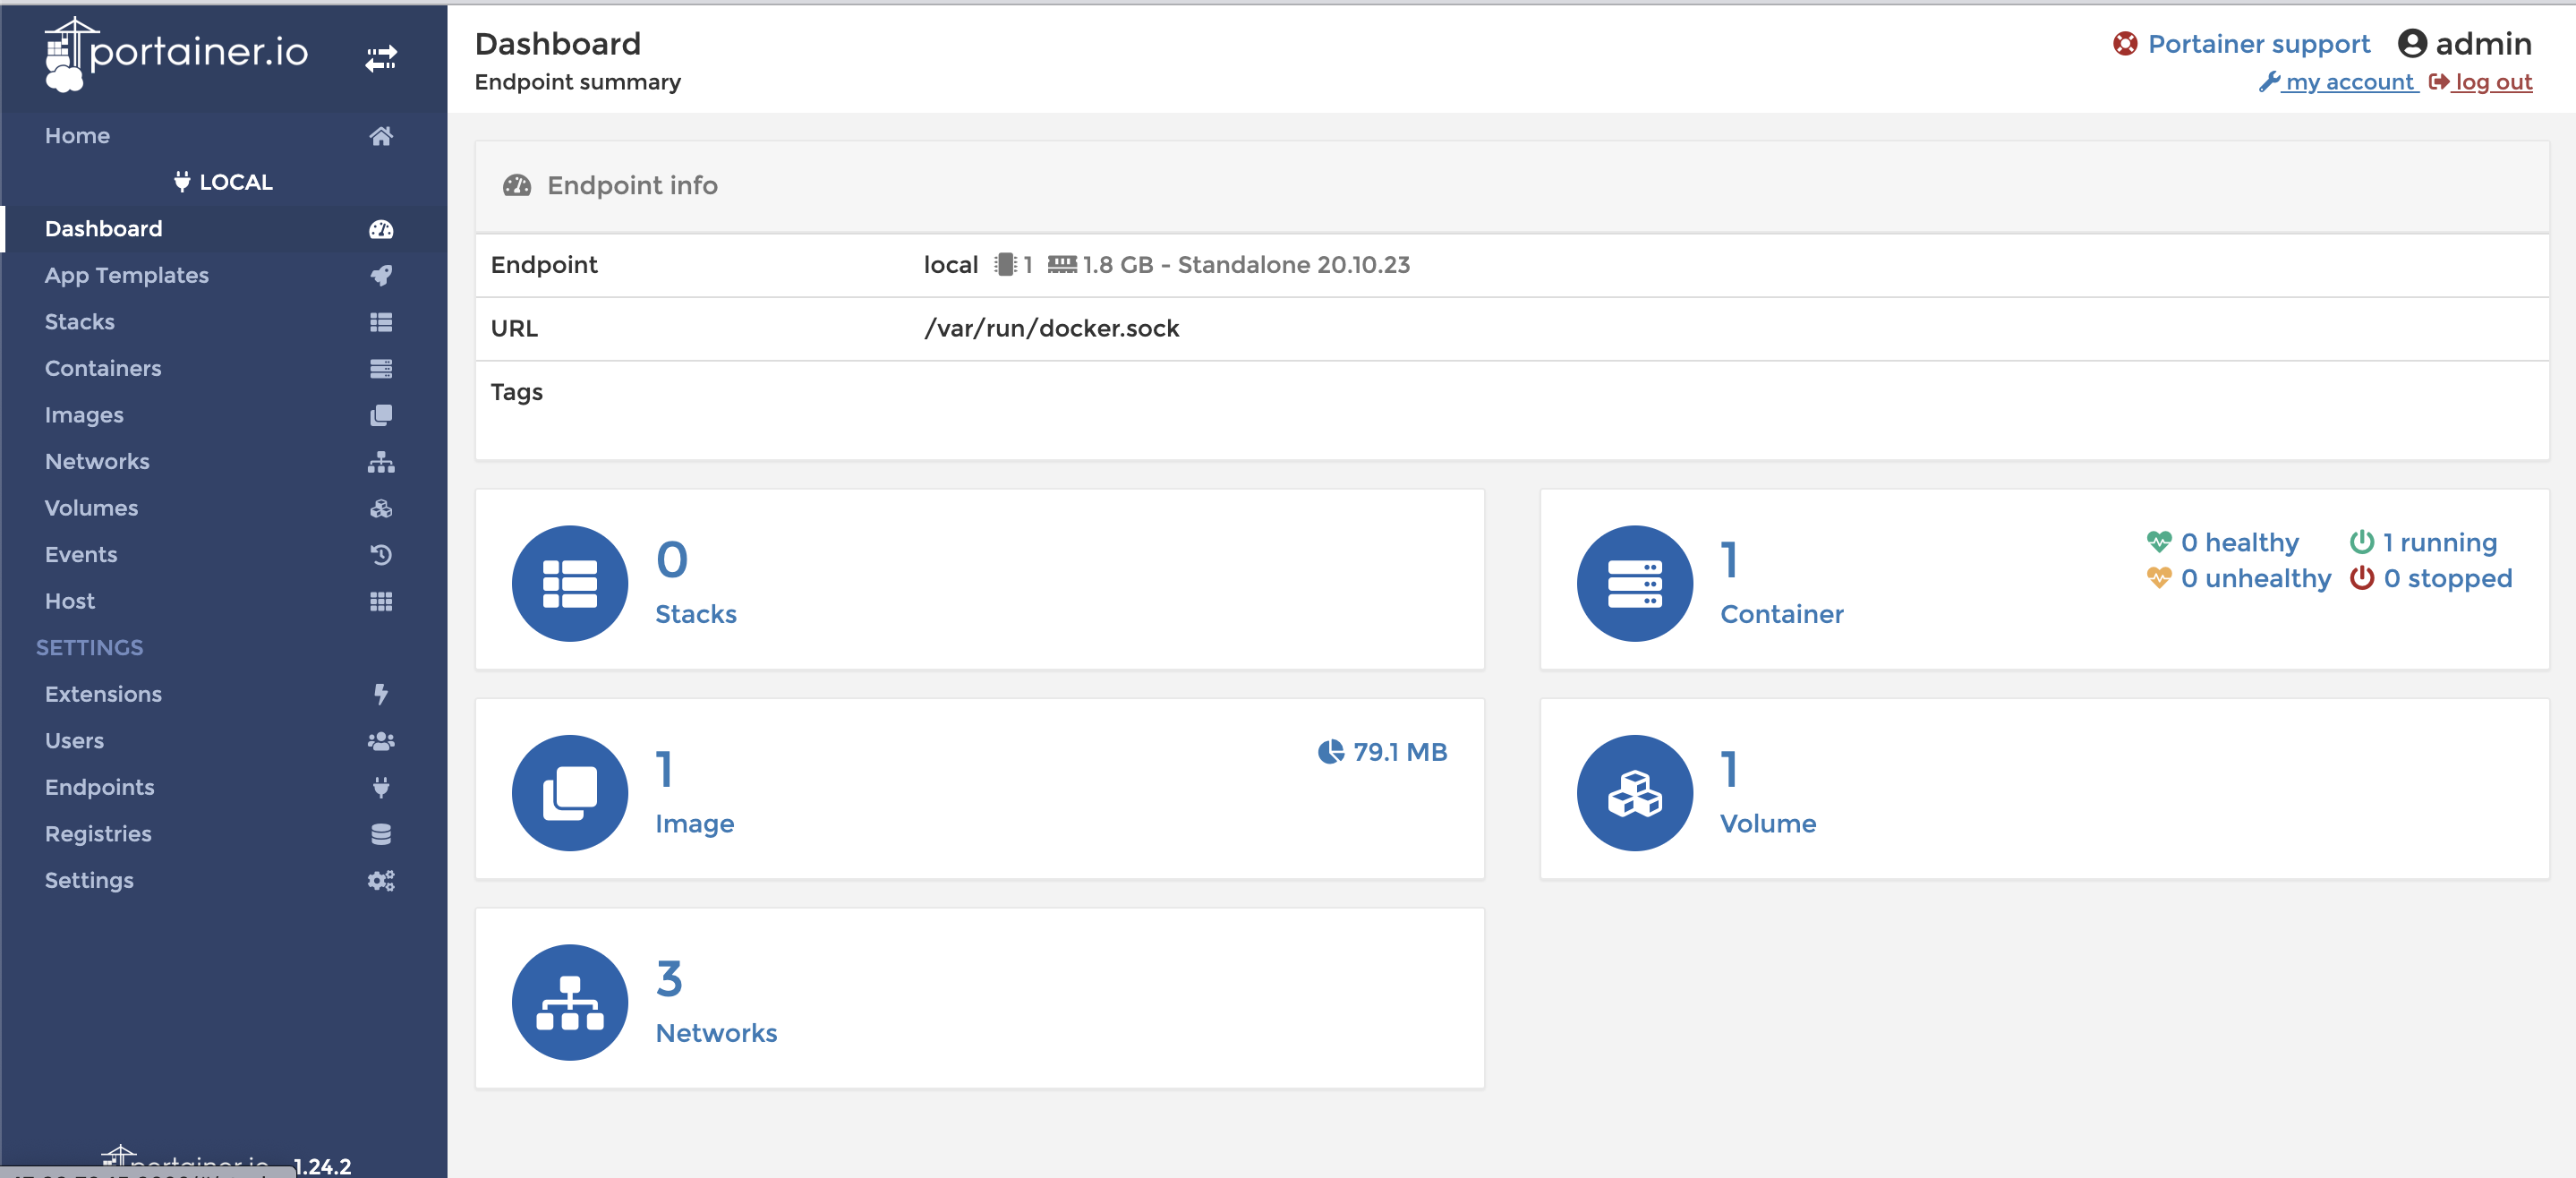 portainer.io
Home
LOCAL
Dashboard
App Templates
Stacks
Containers
Images
Networks
Volumes
Events
Host
SETTINGS
Extensions
Users
Endpoints
Registries
Settings
portainer.io 1.24.2
Dashboard
Endpoint summary
Portainer support admin
my account log out
Endpoint info
Endpoint local 1 1.8 GB - Standalone 20.10.23
URL /var/run/docker.sock
Tags
0
Stacks
1
Container
0 healthy 1 running
0 unhealthy 0 stopped
1
Image
79.1 MB
1
Volume
3
Networks